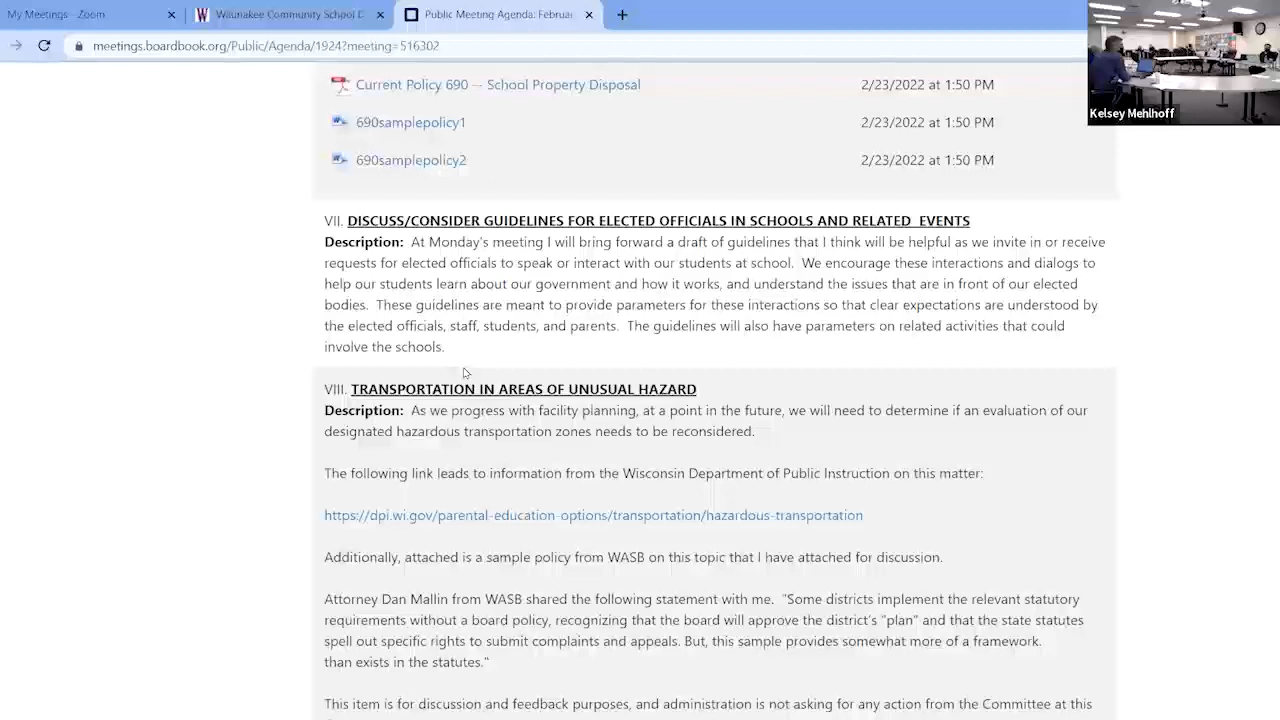 My Meetings - Zoom
Waunakee Community School D
Public Meeting Agenda: Februar
meetings.boardbook.org/Public/Agenda/1924?meeting=516302
Current Policy 690 -- School Property Disposal 2/23/2022 at 1:50 PM
2/23/2022 at 1:50 PM
690samplepolicy 2/23/2022 at 1:50 PM
Kelsey Mehlhoff
VII. DISCUSS/CONSIDER GUIDELINES FOR ELECTED OFFICIALS IN SCHOOLS AND RELATED EVENTS
Description: At Monday's meeting I will bring forward a draft of guidelines that I think will be helpful as we invite in or receive
requests for elected officials to speak or interact with our students at school. We encourage these interactions and dialogs to
help our students learn about our government and how it works, and understand the issues that are in front of our elected
bodies. These guidelines are meant to provide parameters for these interactions so that clear expectations are understood by
the elected officials, staff, students, and parents. The guidelines will also have parameters on related activities that could
involve the schools.
VIII. TRANSPORTATION IN AREAS OF UNUSUAL HAZARD
Description: As we progress with facility planning, at a point in the future, we will need to determine if an evaluation of our
designated hazardous transportation zones needs to be reconsidered.
The following link leads to information from the Wisconsin Department of Public Instruction on this matter:
https://dpi.wi.gov/parental-education-options/transportation/hazardous-transportation
Additionally, attached is a sample policy from WASB on this topic that I have attached for discussion.
Attorney Dan Mallin from WASB shared the following statement with me. "Some districts implement the relevant statutory
requirements without a board policy, recognizing that the board will approve the district's "plan" and that the state statutes
spell out specific rights to submit complaints and appeals. But, this sample provides somewhat more of a framework.
than exists in the statutes."
This item is for discussion and feedback purposes, and administration is not asking for any action from the Committee at this